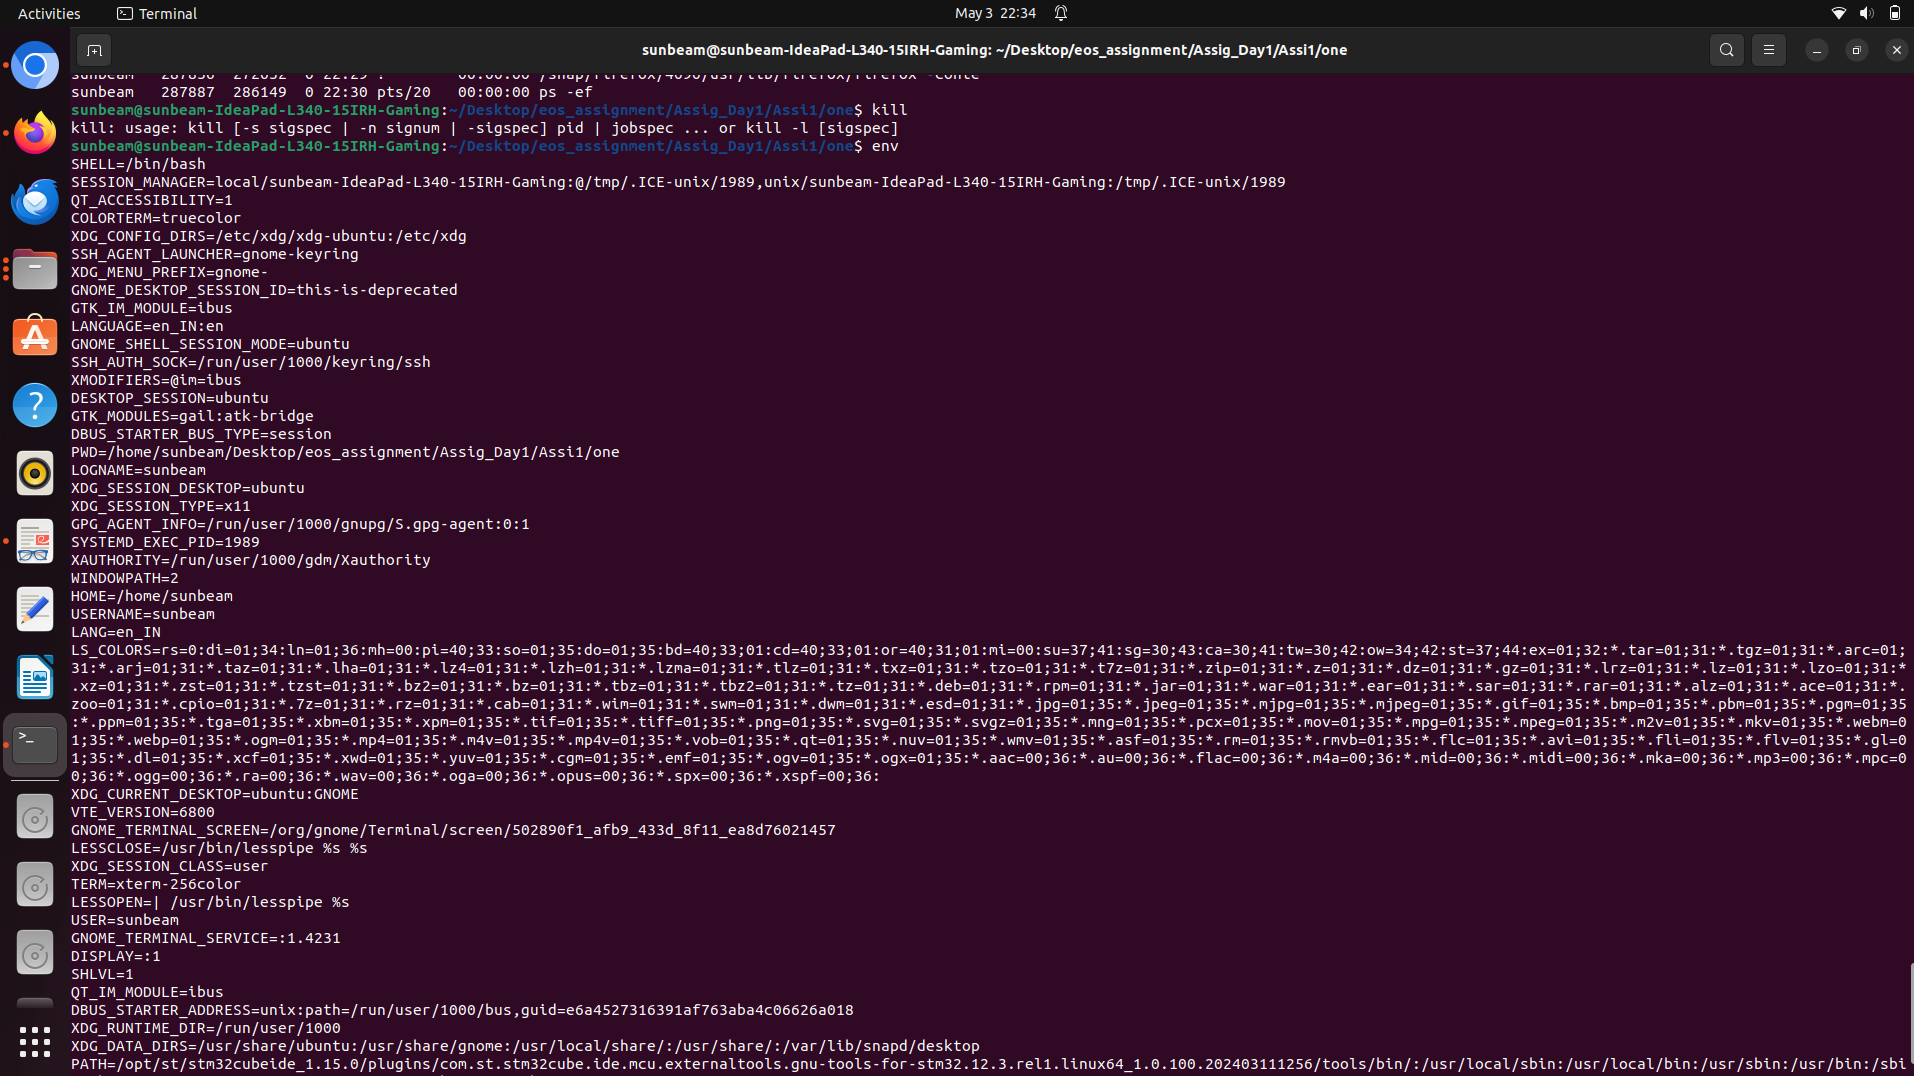 Activities
Terminal
May 3 22:34
sunbeam@sunbeam-IdeaPad-L340-15IRH-Gaming: ~/Desktop/eos_assignment/Assig_Day1/Assi1/one
sunbeam 287850 272052 0 22:29 ? 00:00:00 /snap/firefox/4090/usr/lib/firefox/firefox -conte
sunbeam 287887 286149 0 22:30 pts/20 00:00:00 ps -ef
sunbeam@sunbeam-IdeaPad-L340-15IRH-Gaming:~/Desktop/eos_assignment/Assig_Day1/Assi1/one$ kill
kill: usage: kill [-s sigspec | -n signum | -sigspec] pid | jobspec ... or kill -l [sigspec]
sunbeam@sunbeam-IdeaPad-L340-15IRH-Gaming:~/Desktop/eos_assignment/Assig_Day1/Assi1/one$ env
SHELL=/bin/bash
SESSION_MANAGER=local/sunbeam-IdeaPad-L340-15IRH-Gaming:@/tmp/.ICE-unix/1989,unix/sunbeam-IdeaPad-L340-15IRH-Gaming:/tmp/.ICE-unix/1989
QT_ACCESSIBILITY=1
COLORTERM=truecolor
XDG_CONFIG_DIRS=/etc/xdg/xdg-ubuntu:/etc/xdg
SSH_AGENT_LAUNCHER=gnome-keyring
XDG_MENU_PREFIX=gnome-
GNOME_DESKTOP_SESSION_ID=this-is-deprecated
GTK_IM_MODULE=ibus
LANGUAGE=en_IN:en
GNOME_SHELL_SESSION_MODE=ubuntu
SSH_AUTH_SOCK=/run/user/1000/keyring/ssh
XMODIFIERS=@im=ibus
DESKTOP_SESSION=ubuntu
GTK_MODULES=gail:atk-bridge
DBUS_STARTER_BUS_TYPE=session
PWD=/home/sunbeam/Desktop/eos_assignment/Assig_Day1/Assi1/one
LOGNAME=sunbeam
XDG_SESSION_DESKTOP=ubuntu
XDG_SESSION_TYPE=x11
GPG_AGENT_INFO=/run/user/1000/gnupg/S.gpg-agent:0:1
SYSTEMD_EXEC_PID=1989
XAUTHORITY=/run/user/1000/gdm/Xauthority
WINDOWPATH=2
HOME=/home/sunbeam
USERNAME=sunbeam
LANG=en_IN
LS_COLORS=rs=0:di=01;34:ln=01;36:mh=00:pi=40;33:so=01;35:do=01;35:bd=40;33;01:cd=40;33;01:or=40;31;01:mi=00:su=37;41:sg=30;43:ca=30;41:tw=30;42:ow=34;42:st=37;44:ex=01;32:*.tar=01;31:*.tgz=01;31:*.arc=01;
31:*.arj=01;31:*.taz=01;31:*.lha=01;31:*.lz4=01;31:*.lzh=01;31:*.lzma=01;31:*.tlz=01;31:*.txz=01;31:*.tzo=01;31:*.t7z=01;31:*.zip=01;31:*.z=01;31:*.dz=01;31:*.gz=01;31:*.lrz=01;31:*.lz=01;31:*.lzo=01;31:*
.xz=01;31:*.zst=01;31:*.tzst=01;31:*.bz2=01;31:*.bz=01;31:*.tbz=01;31:*.tbz2=01;31:*.tz=01;31:*.deb=01;31:*.rpm=01;31:*.jar=01;31:*.war=01;31:*.ear=01;31:*.sar=01;31:*.rar=01;31:*.alz=01;31:*.ace=01;31:*.
zoo=01;31:*.cpio=01;31:*.7z=01;31:*.rz=01;31:*.cab=01;31:*.wim=01;31:*.swm=01;31:*.dwm=01;31:*.esd=01;31:*.jpg=01;35:*.jpeg=01;35:*.mjpg=01;35:*.mjpeg=01;35:*.gif=01;35:*.bmp=01;35:*.pbm=01;35:*.pgm=01;35
:*.ppm=01;35:*.tga=01;35:*.xbm=01;35:*.xpm=01;35:*.tif=01;35:*.tiff=01;35:*.png=01;35:*.svg=01;35:*.svgz=01;35:*.mng=01;35:*.pcx=01;35:*.mov=01;35:*.mpg=01;35:*.mpeg=01;35:*.m2v=01;35:*.mkv=01;35:*.webm=0
1;35:*.webp=01;35:*.ogm=01;35:*.mp4=01;35:*.m4v=01;35:*.mp4v=01;35:*.vob=01;35:*.qt=01;35:*.nuv=01;35:*.wmv=01;35:*.asf=01;35:*.rm=01;35:*.rmvb=01;35:*.flc=01;35:*.avi=01;35:*.fli=01;35:*.flv=01;35:*.gl=0
1;35:*.dl=01;35:*.xcf=01;35:*.xwd=01;35:*.yuv=01;35:*.cgm=01;35:*.emf=01;35:*.ogv=01;35:*.ogx=01;35:*.aac=00;36:*.au=00;36:*.flac=00;36:*.m4a=00;36:*.mid=00;36:*.midi=00;36:*.mka=00;36:*.mp3=00;36:*.mpc=0
0;36:*.ogg=00;36:*.ra=00;36:*.wav=00;36:*.oga=00;36:*.opus=00;36:*.spx=00;36:*.xspf=00;36:
XDG_CURRENT_DESKTOP=ubuntu:GNOME
VTE_VERSION=6800
GNOME_TERMINAL_SCREEN=/org/gnome/Terminal/screen/502890f1_afb9_433d_8f11_ea8d76021457
LESSCLOSE=/usr/bin/lesspipe %s %s
XDG_SESSION_CLASS=user
TERM=xterm-256color
LESSOPEN=| /usr/bin/lesspipe %s
USER=sunbeam
GNOME_TERMINAL_SERVICE=:1.4231
DISPLAY=:1
SHLVL=1
QT_IM_MODULE=ibus
DBUS_STARTER_ADDRESS=unix:path=/run/user/1000/bus,guid=e6a4527316391af763aba4c06626a018
XDG_RUNTIME_DIR=/run/user/1000
XDG_DATA_DIRS=/usr/share/ubuntu:/usr/share/gnome:/usr/local/share/:/usr/share/:/var/lib/snapd/desktop
PATH=/opt/st/stm32cubeide_1.15.0/plugins/com.st.stm32cube.ide.mcu.externaltools.gnu-tools-for-stm32.12.3.rel1.linux64_1.0.100.202403111256/tools/bin/:/usr/local/sbin:/usr/local/bin:/usr/sbin:/usr/bin:/sbi